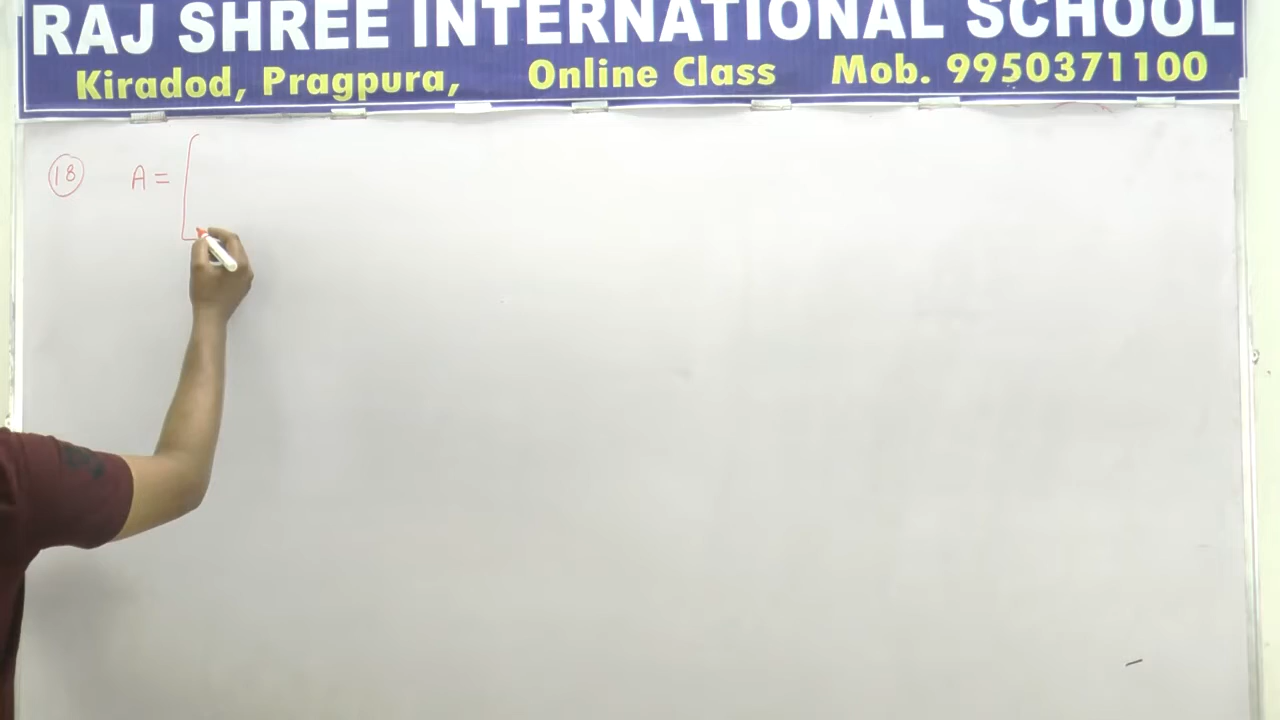 RAJ SHREE INTERNATIONAL SCHOOL
Kiradod, Pragpura, Online Class Mob. 9950371100
18 A = [